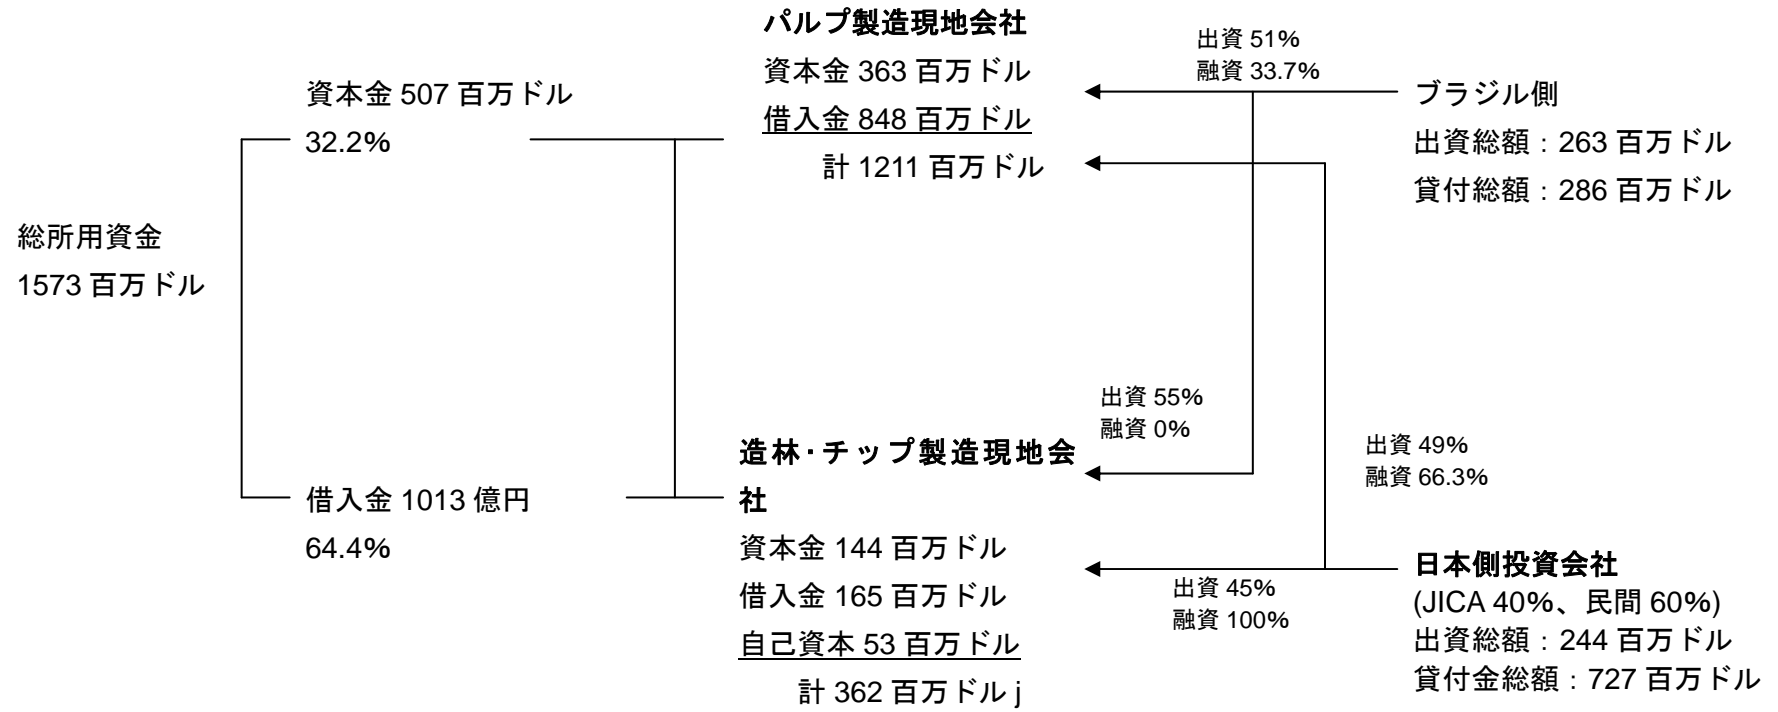 総所用資金
1573 百万ドル
資本金 507 百万ドル
32.2%
借入金 1013 億円
64.4%
パルプ製造現地会社
資本金 363 百万ドル
借入金 848 百万ドル
計 1211 百万ドル
造林・チップ製造現地会
社
資本金 144 百万ドル
借入金 165 百万ドル
自己資本 53 百万ドル
計 362 百万ドル j
出資 51%
融資 33.7%
出資 55%
融資 0%
出資 49%
融資 66.3%
出資 45%
融資 100%
ブラジル側
出資総額：263 百万ドル
貸付総額：286 百万ドル
日本側投資会社
(JICA 40%、民間 60%)
出資総額：244 百万ドル
貸付金総額：727 百万ドル